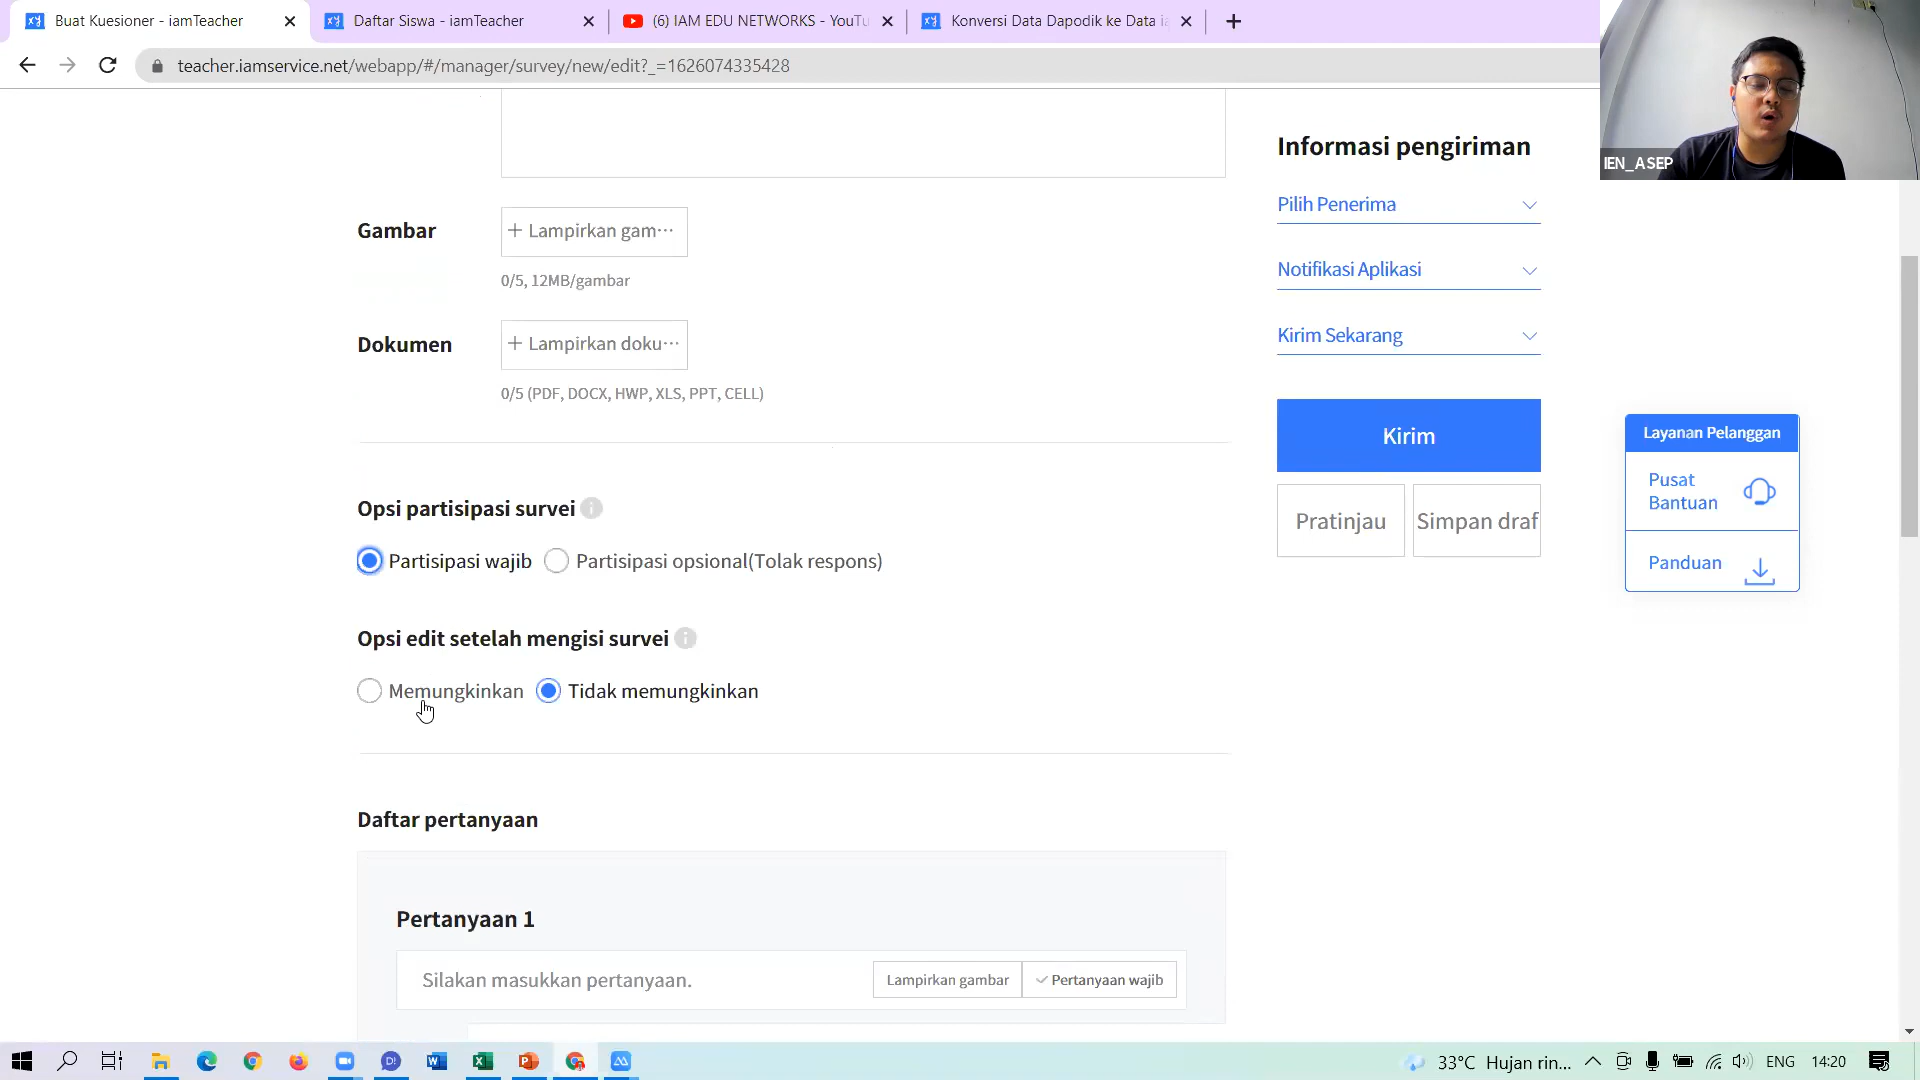 Buat Kuesioner - iamTeacher
Daftar Siswa - iamTeacher
(6) IAM EDU NETWORKS - YouTu
Konversi Data Dapodik ke Data ia
teacher.iamservice.net/webapp/#/manager/survey/new/edit?_=1626074335428
IEN_ASEP
Informasi pengiriman
Pilih Penerima
Notifikasi Aplikasi
Kirim Sekarang
Kirim
Pratinjau
Simpan draf
Gambar
+ Lampirkan gam···
0/5, 12MB/gambar
Dokumen
+ Lampirkan doku···
0/5 (PDF, DOCX, HWP, XLS, PPT, CELL)
Opsi partisipasi survei
Partisipasi wajib
Partisipasi opsional(Tolak respons)
Opsi edit setelah mengisi survei
Memungkinkan
Tidak memungkinkan
Daftar pertanyaan
Pertanyaan 1
Silakan masukkan pertanyaan.
Lampirkan gambar
Pertanyaan wajib
Layanan Pelanggan
Pusat
Bantuan
Panduan
33°C Hujan rin...
ENG
14:20